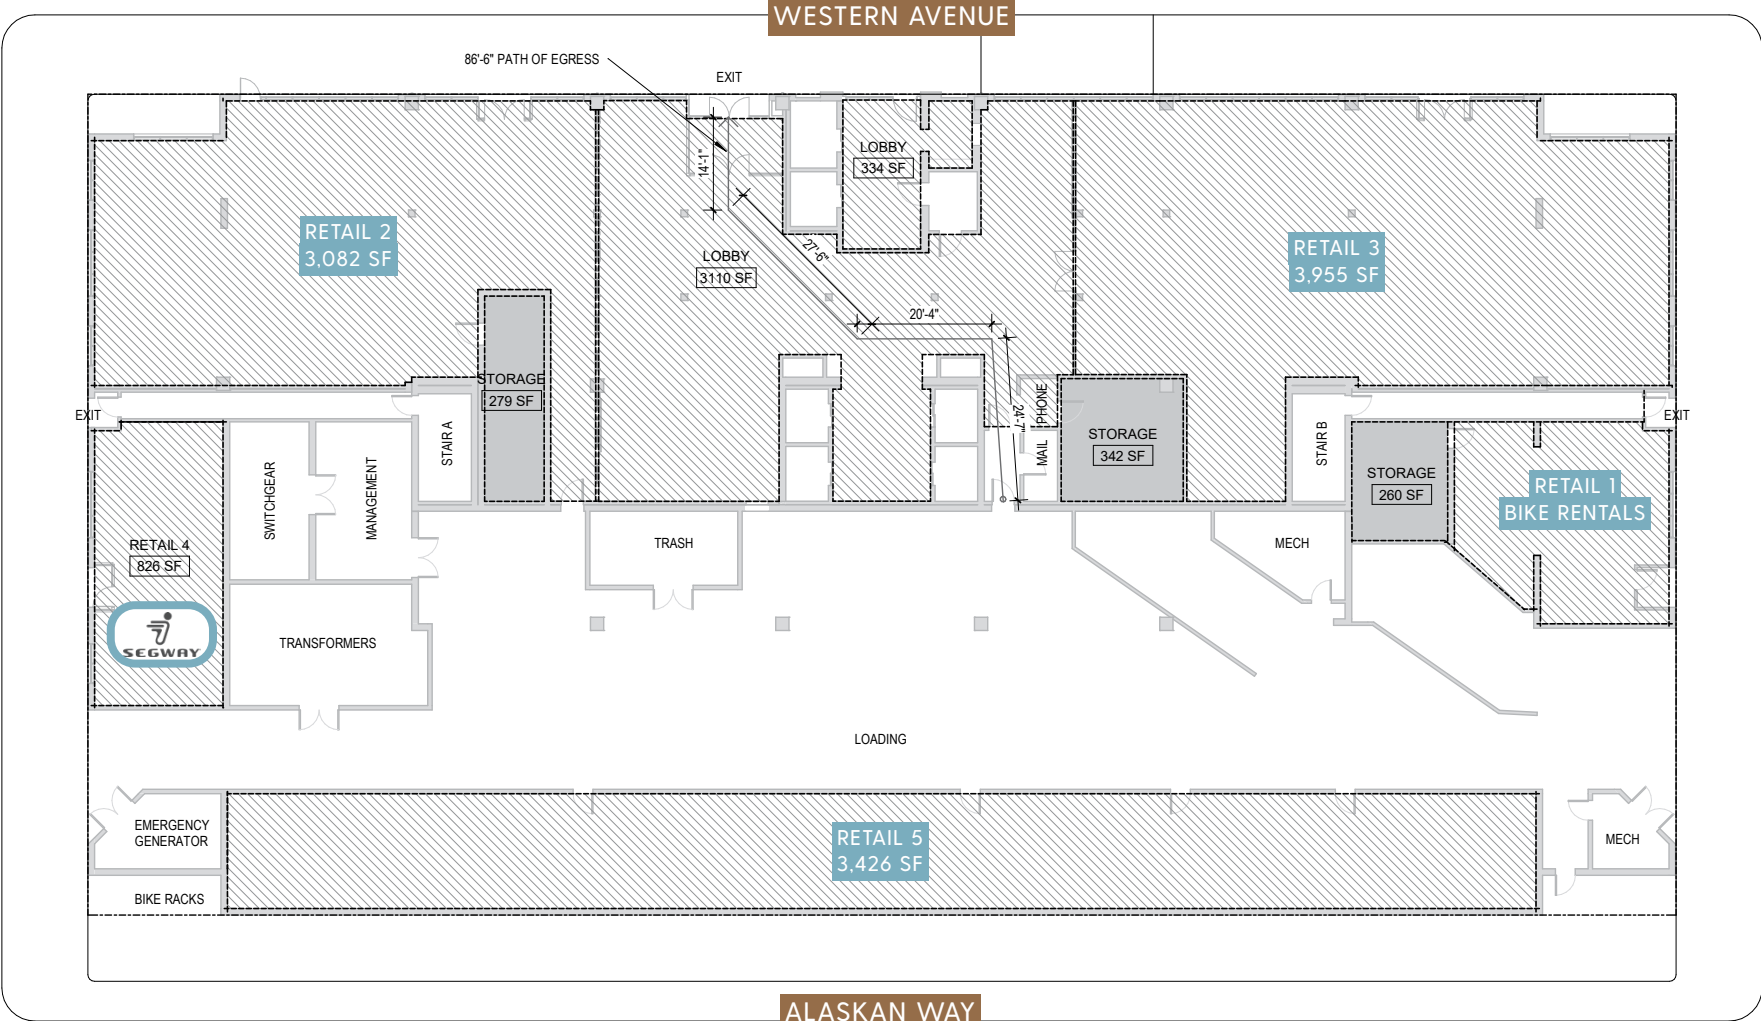 WESTERN AVENUE
86'-6" PATH OF EGRESS
EXIT
LOBBY
334 SF
14'-1"
RETAIL 2
3,082 SF
27'-6"
LOBBY
3110 SF
RETAIL 3
3,955 SF
20'-4"
STORAGE
279 SF
EXIT
STAIR A
PHONE
24'-7"
MAIL
STORAGE
342 SF
STAIR B
EXIT
STORAGE
260 SF
RETAIL 1
BIKE RENTALS
SWITCHGEAR
MANAGEMENT
RETAIL 4
826 SF
TRASH
MECH
SEGWAY
TRANSFORMERS
LOADING
EMERGENCY
GENERATOR
RETAIL 5
3,426 SF
MECH
BIKE RACKS
ALASKAN WAY